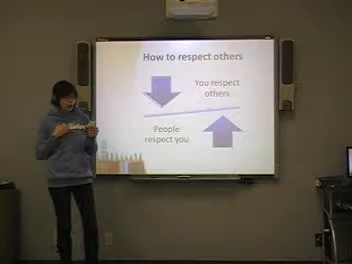 How to respect others
You respect
others
People
respect you